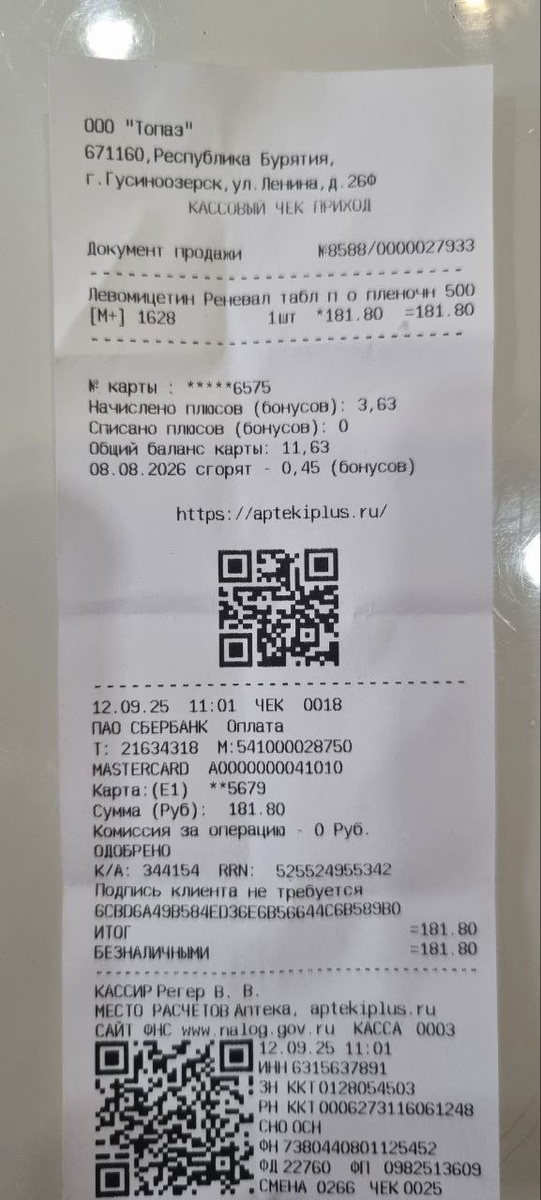 ООО "Топаз"
671160,Республика Бурятия,
г.Гусиноозерск,ул.Ленина,д.26Ф
КАССОВЫЙ ЧЕК ПРИХОД
Документ продажи №8588/0000027933
Левомицетин Реневал табл п о пленочн 500
[М+] 1628 1шт *181.80 =181.80
№ карты : *****6575
Начислено плюсов (бонусов): 3,63
Списано плюсов (бонусов): 0
Общий баланс карты: 11,63
08.08.2026 сгорят - 0,45 (бонусов)
https://aptekiplus.ru/
12.09.25 11:01 ЧЕК 0018
ПАО СБЕРБАНК Оплата
Т: 21634318 М:541000028750
MASTERCARD A0000000041010
Карта:(Е1) **5679
Сумма (Руб): 181.80
Комиссия за операцию - 0 Руб.
ОДОБРЕНО
К/А: 344154 RRN: 525524955342
Подпись клиента не требуется
6CBD6A49B584ED36E6B56644C6B589B0
ИТОГ =181.80
БЕЗНАЛИЧНЫМИ =181.80
КАССИР Регер В. В.
МЕСТО РАСЧЕТОВ Аптека, aptekiplus.ru
САЙТ ФНС www.nalog.gov.ru КАССА 0003
12.09.25 11:01
ИНН 6315637891
ЗН ККТ 0128054503
РН ККТ 0006273116061248
СНО ОСН
ФН 7380440801125452
ФД 22760 ФП 0982513609
СМЕНА 0266 ЧЕК 0025